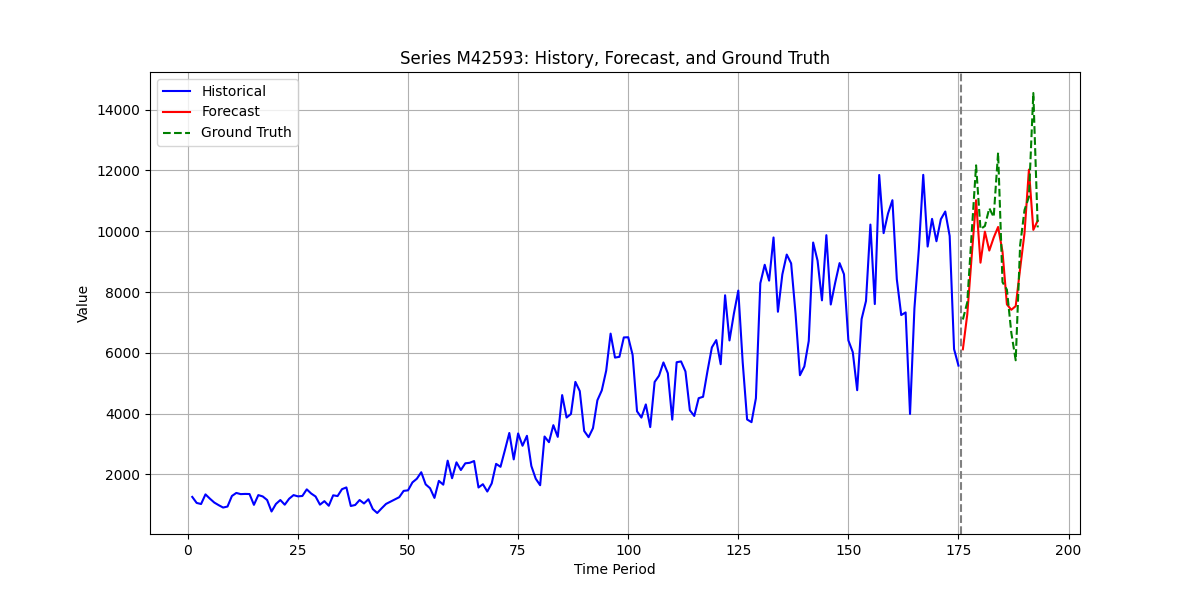 Series M42593: History, Forecast, and Ground Truth
Historical
Forecast
Ground Truth
Value
14000
12000
10000
8000
6000
4000
2000
0 25 50 75 100 125 150 175 200
Time Period